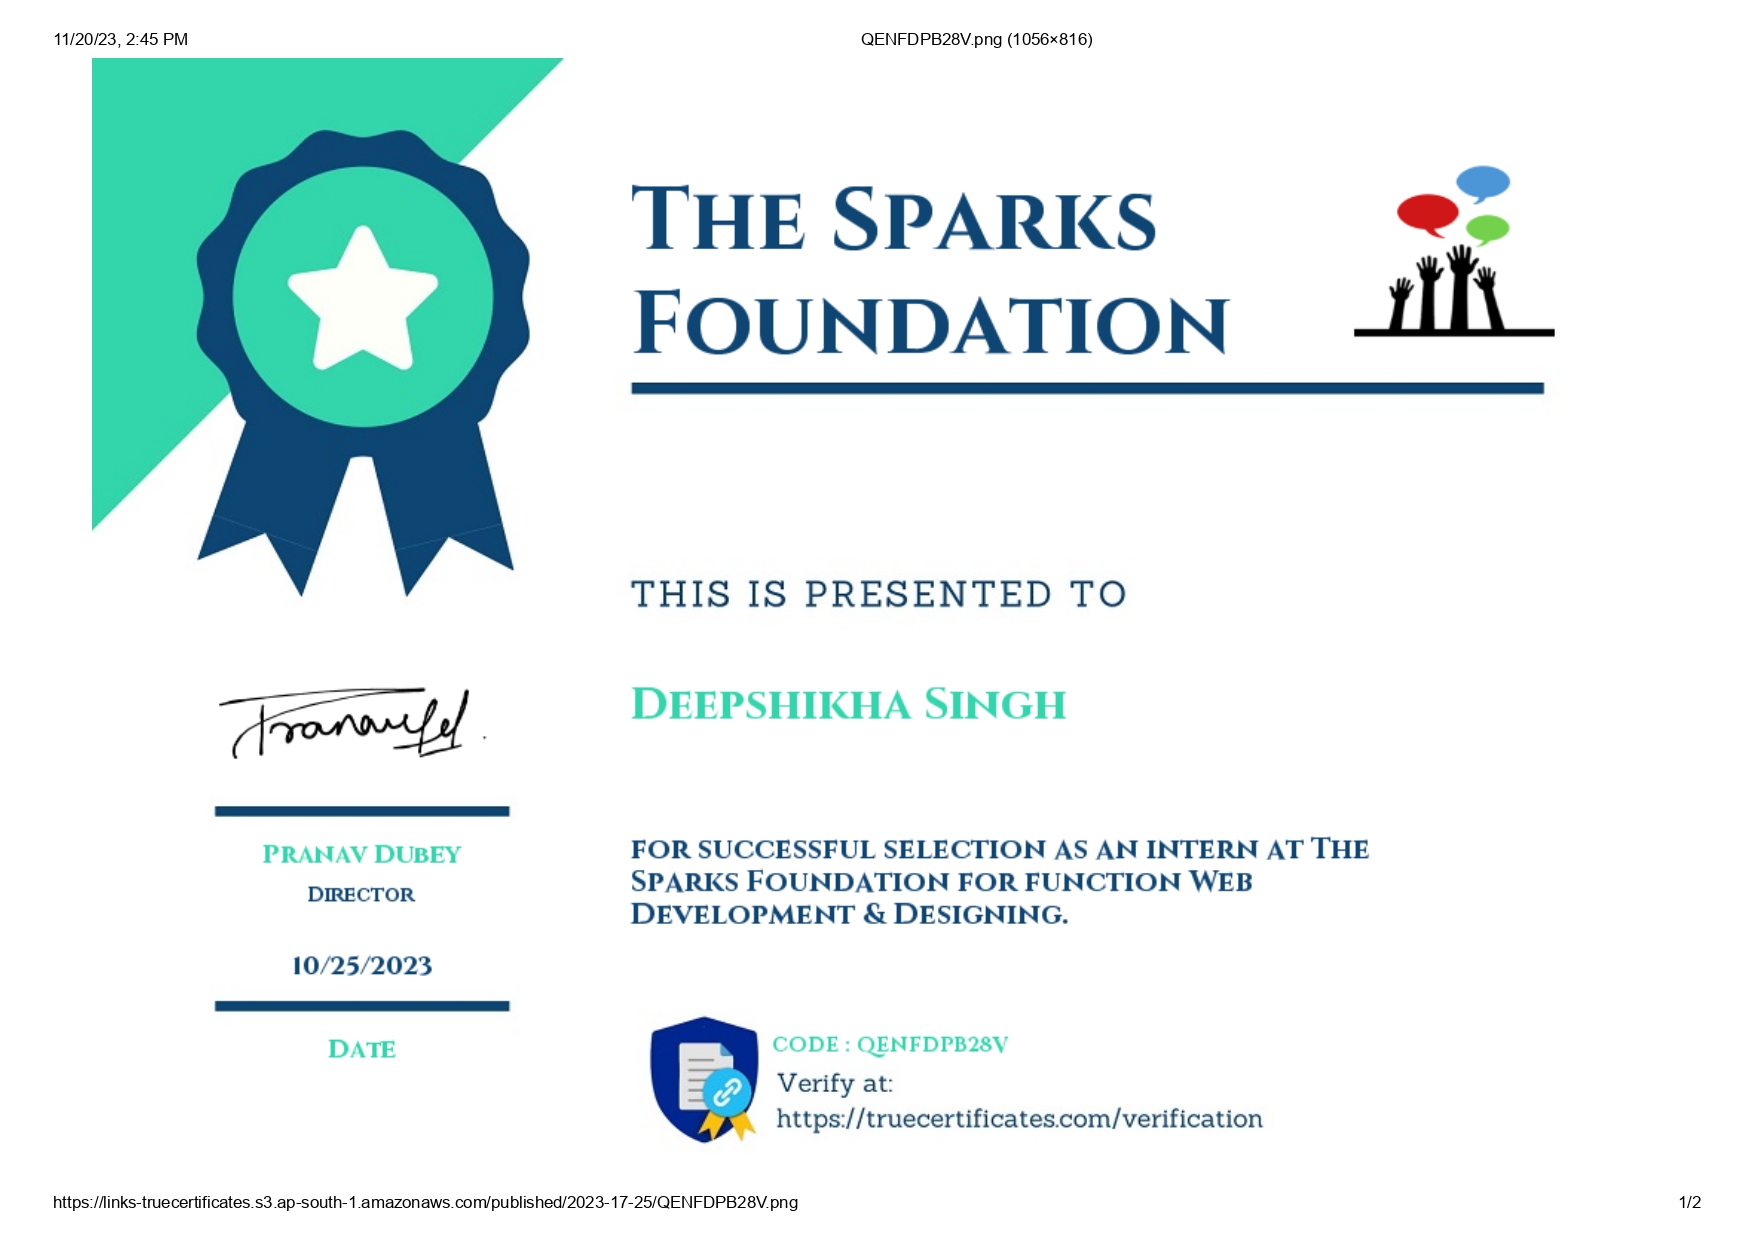 11/20/23, 2:45 PM
QENFDPB28V.png (1056×816)
THE SPARKS
FOUNDATION
THIS IS PRESENTED TO
DEEPSHIKHA SINGH
FOR SUCCESSFUL SELECTION AS AN INTERN AT THE
SPARKS FOUNDATION FOR FUNCTION WEB
DEVELOPMENT & DESIGNING.
PRANAV DUBEY
DIRECTOR
10/25/2023
DATE
CODE : QENFDPB28V
Verify at:
https://truecertificates.com/verification
https://links-truecertificates.s3.ap-south-1.amazonaws.com/published/2023-17-25/QENFDPB28V.png
1/2